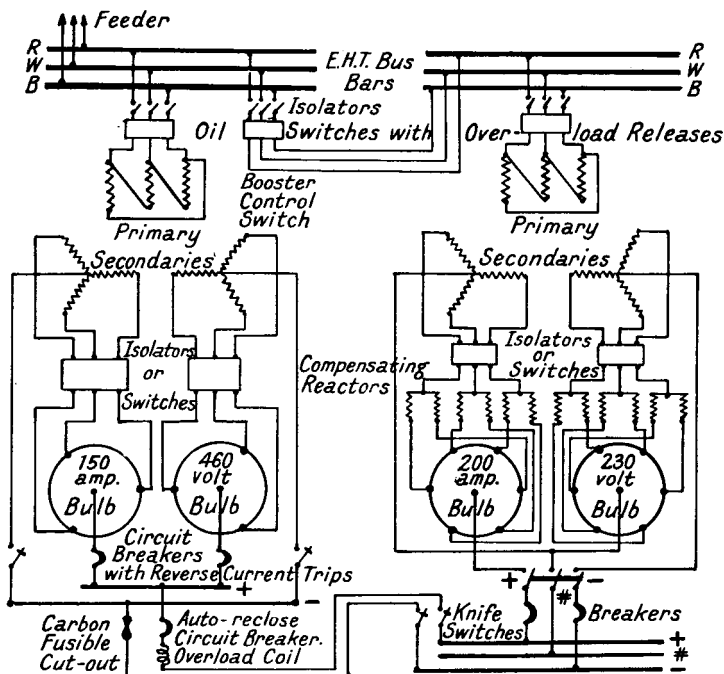 Feeder
R
W
B
E.H.T. Bus
Bars
R
W
B
Isolators
Oil
Switches with
Over-
load Releases
Booster
Control
Switch
Primary
Primary
Secondaries
Secondaries
Isolators
or
Switches
Compensating
Reactors
Isolators
or
Switches
150
amp.
Bulb
460
volt
Bulb
200
amp.
Bulb
230
volt
Bulb
Circuit
Breakers
with Reverse Current Trips
+
-
+
#
-
Carbon
Fusible
Cut-out
Auto-reclose
Circuit Breaker.
Overload Coil
Knife
Switches
Breakers
+
#
-